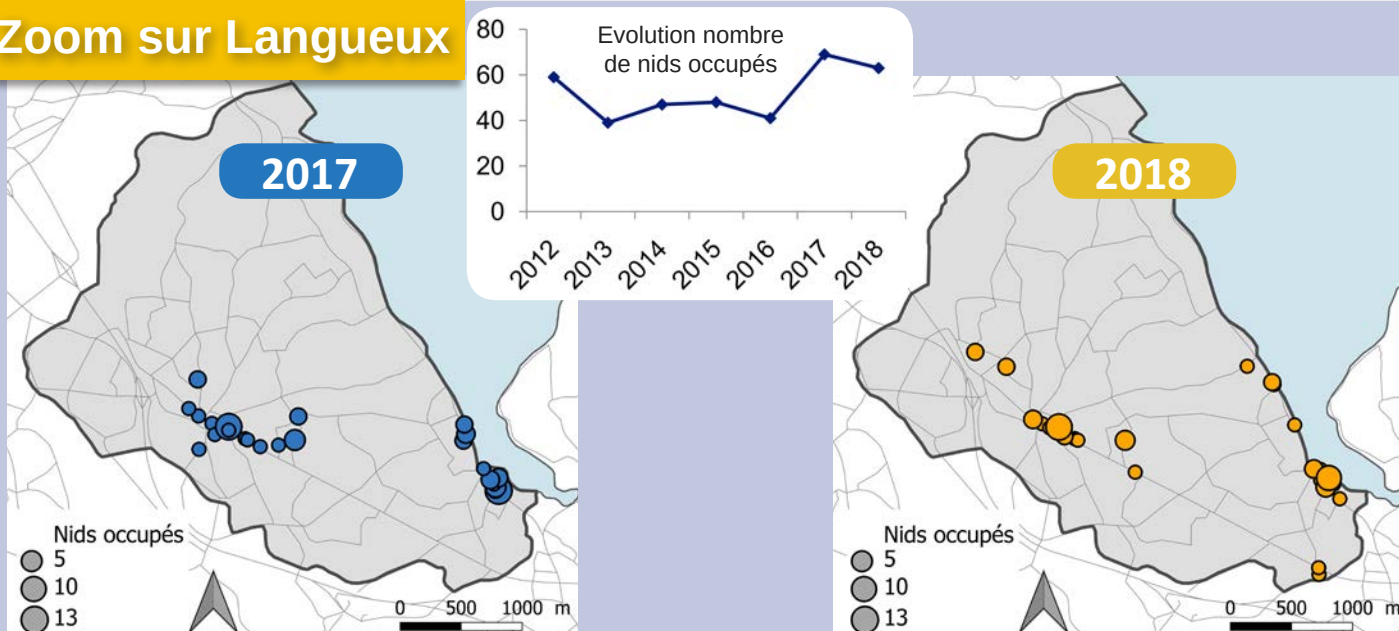 Zoom sur Langueux
Evolution nombre
de nids occupés
80
60
40
20
0
2012 2013 2014 2015 2016 2017 2018
2017
Nids occupés
5
10
13
0 500 1000 m
2018
Nids occupés
5
10
13
0 500 1000 m